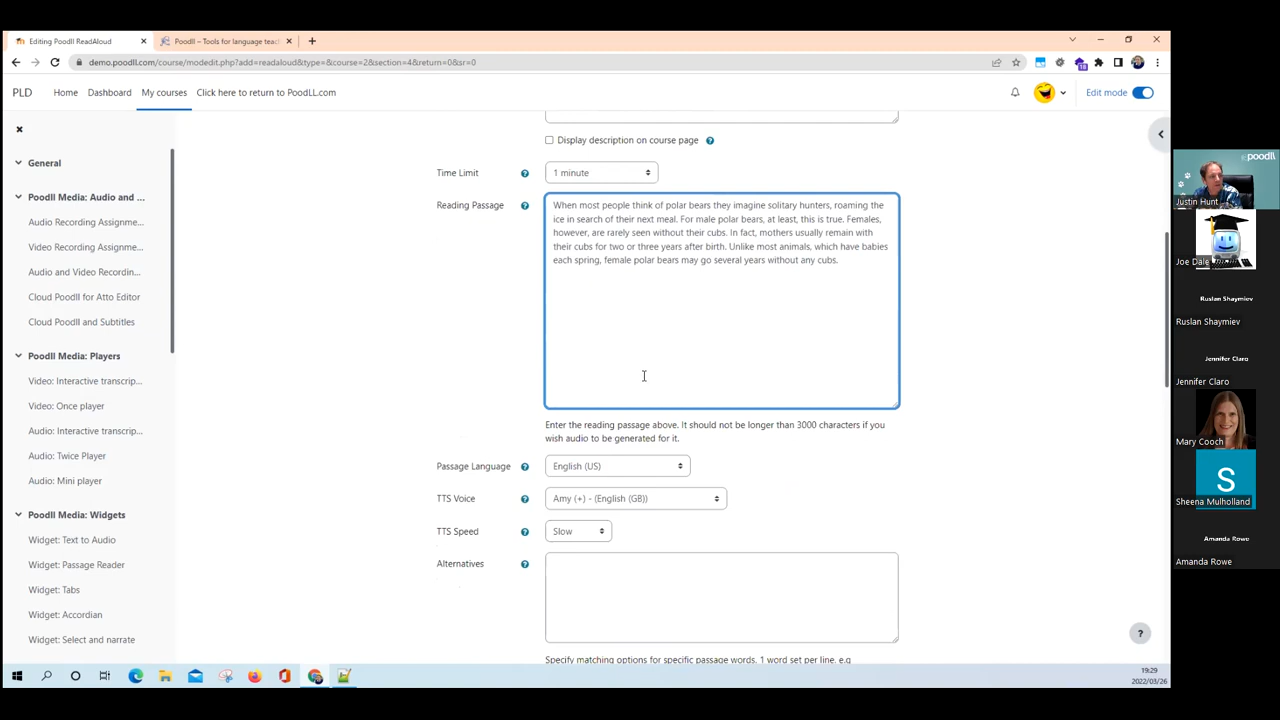 Editing Poodll ReadAloud
Poodll – Tools for language teac
demo.poodll.com/course/modedit.php?add=readaloud&type=&course=2&section=4&return=0&sr=0
18
PLD
Home
Dashboard
My courses
Click here to return to PoodLL.com
Edit mode
General
Poodll Media: Audio and ...
Audio Recording Assignme...
Video Recording Assignme...
Audio and Video Recordin...
Cloud Poodll for Atto Editor
Cloud Poodll and Subtitles
Poodll Media: Players
Video: Interactive transcrip...
Video: Once player
Audio: Interactive transcrip...
Audio: Twice Player
Audio: Mini player
Poodll Media: Widgets
Widget: Text to Audio
Widget: Passage Reader
Widget: Tabs
Widget: Accordian
Widget: Select and narrate
Display description on course page
Time Limit
1 minute
Reading Passage
When most people think of polar bears they imagine solitary hunters, roaming the
ice in search of their next meal. For male polar bears, at least, this is true. Females,
however, are rarely seen without their cubs. In fact, mothers usually remain with
their cubs for two or three years after birth. Unlike most animals, which have babies
each spring, female polar bears may go several years without any cubs.
Enter the reading passage above. It should not be longer than 3000 characters if you
wish audio to be generated for it.
Passage Language
English (US)
TTS Voice
Amy (+) - (English (GB))
TTS Speed
Slow
Alternatives
Specify matching options for specific passage words. 1 word set per line. e.g
?
19:29
2022/03/26
poodll
Justin Hunt
Joe Dale
Ruslan Shaymiev
Ruslan Shaymiev
Jennifer Claro
Jennifer Claro
Mary Cooch
S
Sheena Mulholland
Amanda Rowe
Amanda Rowe